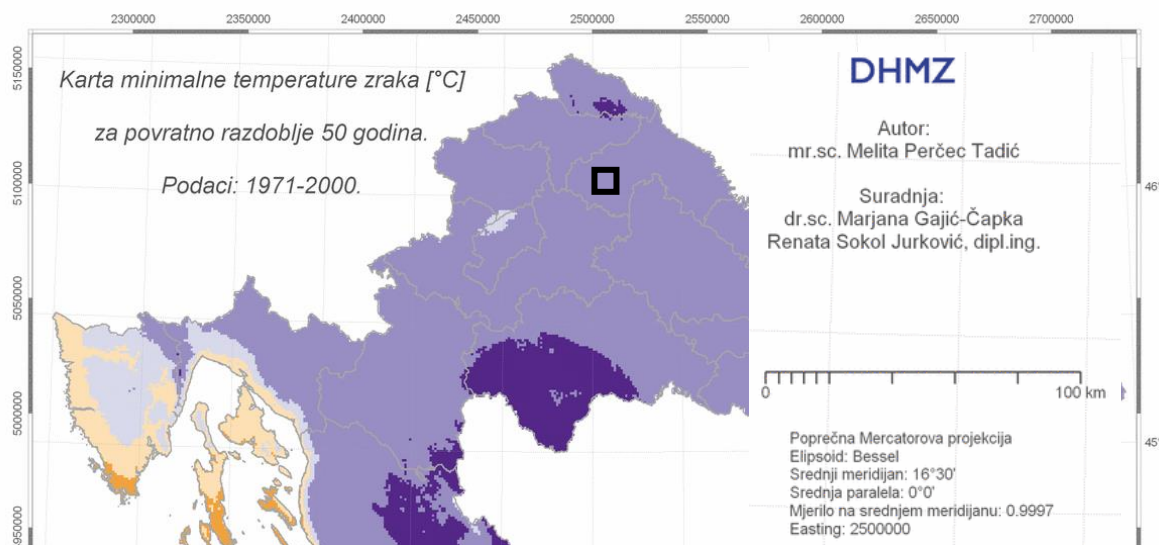 2300000 2350000 2400000 2450000 2500000 2550000 2600000 2650000 2700000
5150000
5100000
5050000
5000000
4950000
Karta minimalne temperature zraka [°C]
za povratno razdoblje 50 godina.
Podaci: 1971-2000.
DHMZ
Autor:
mr.sc. Melita Perčec Tadić
Suradnja:
dr.sc. Marjana Gajić-Čapka
Renata Sokol Jurković, dipl.ing.
46°
45°
0 100 km
Poprečna Mercatorova projekcija
Elipsoid: Bessel
Srednji meridijan: 16°30'
Srednja paralela: 0°0'
Mjerilo na srednjem meridijanu: 0.9997
Easting: 2500000